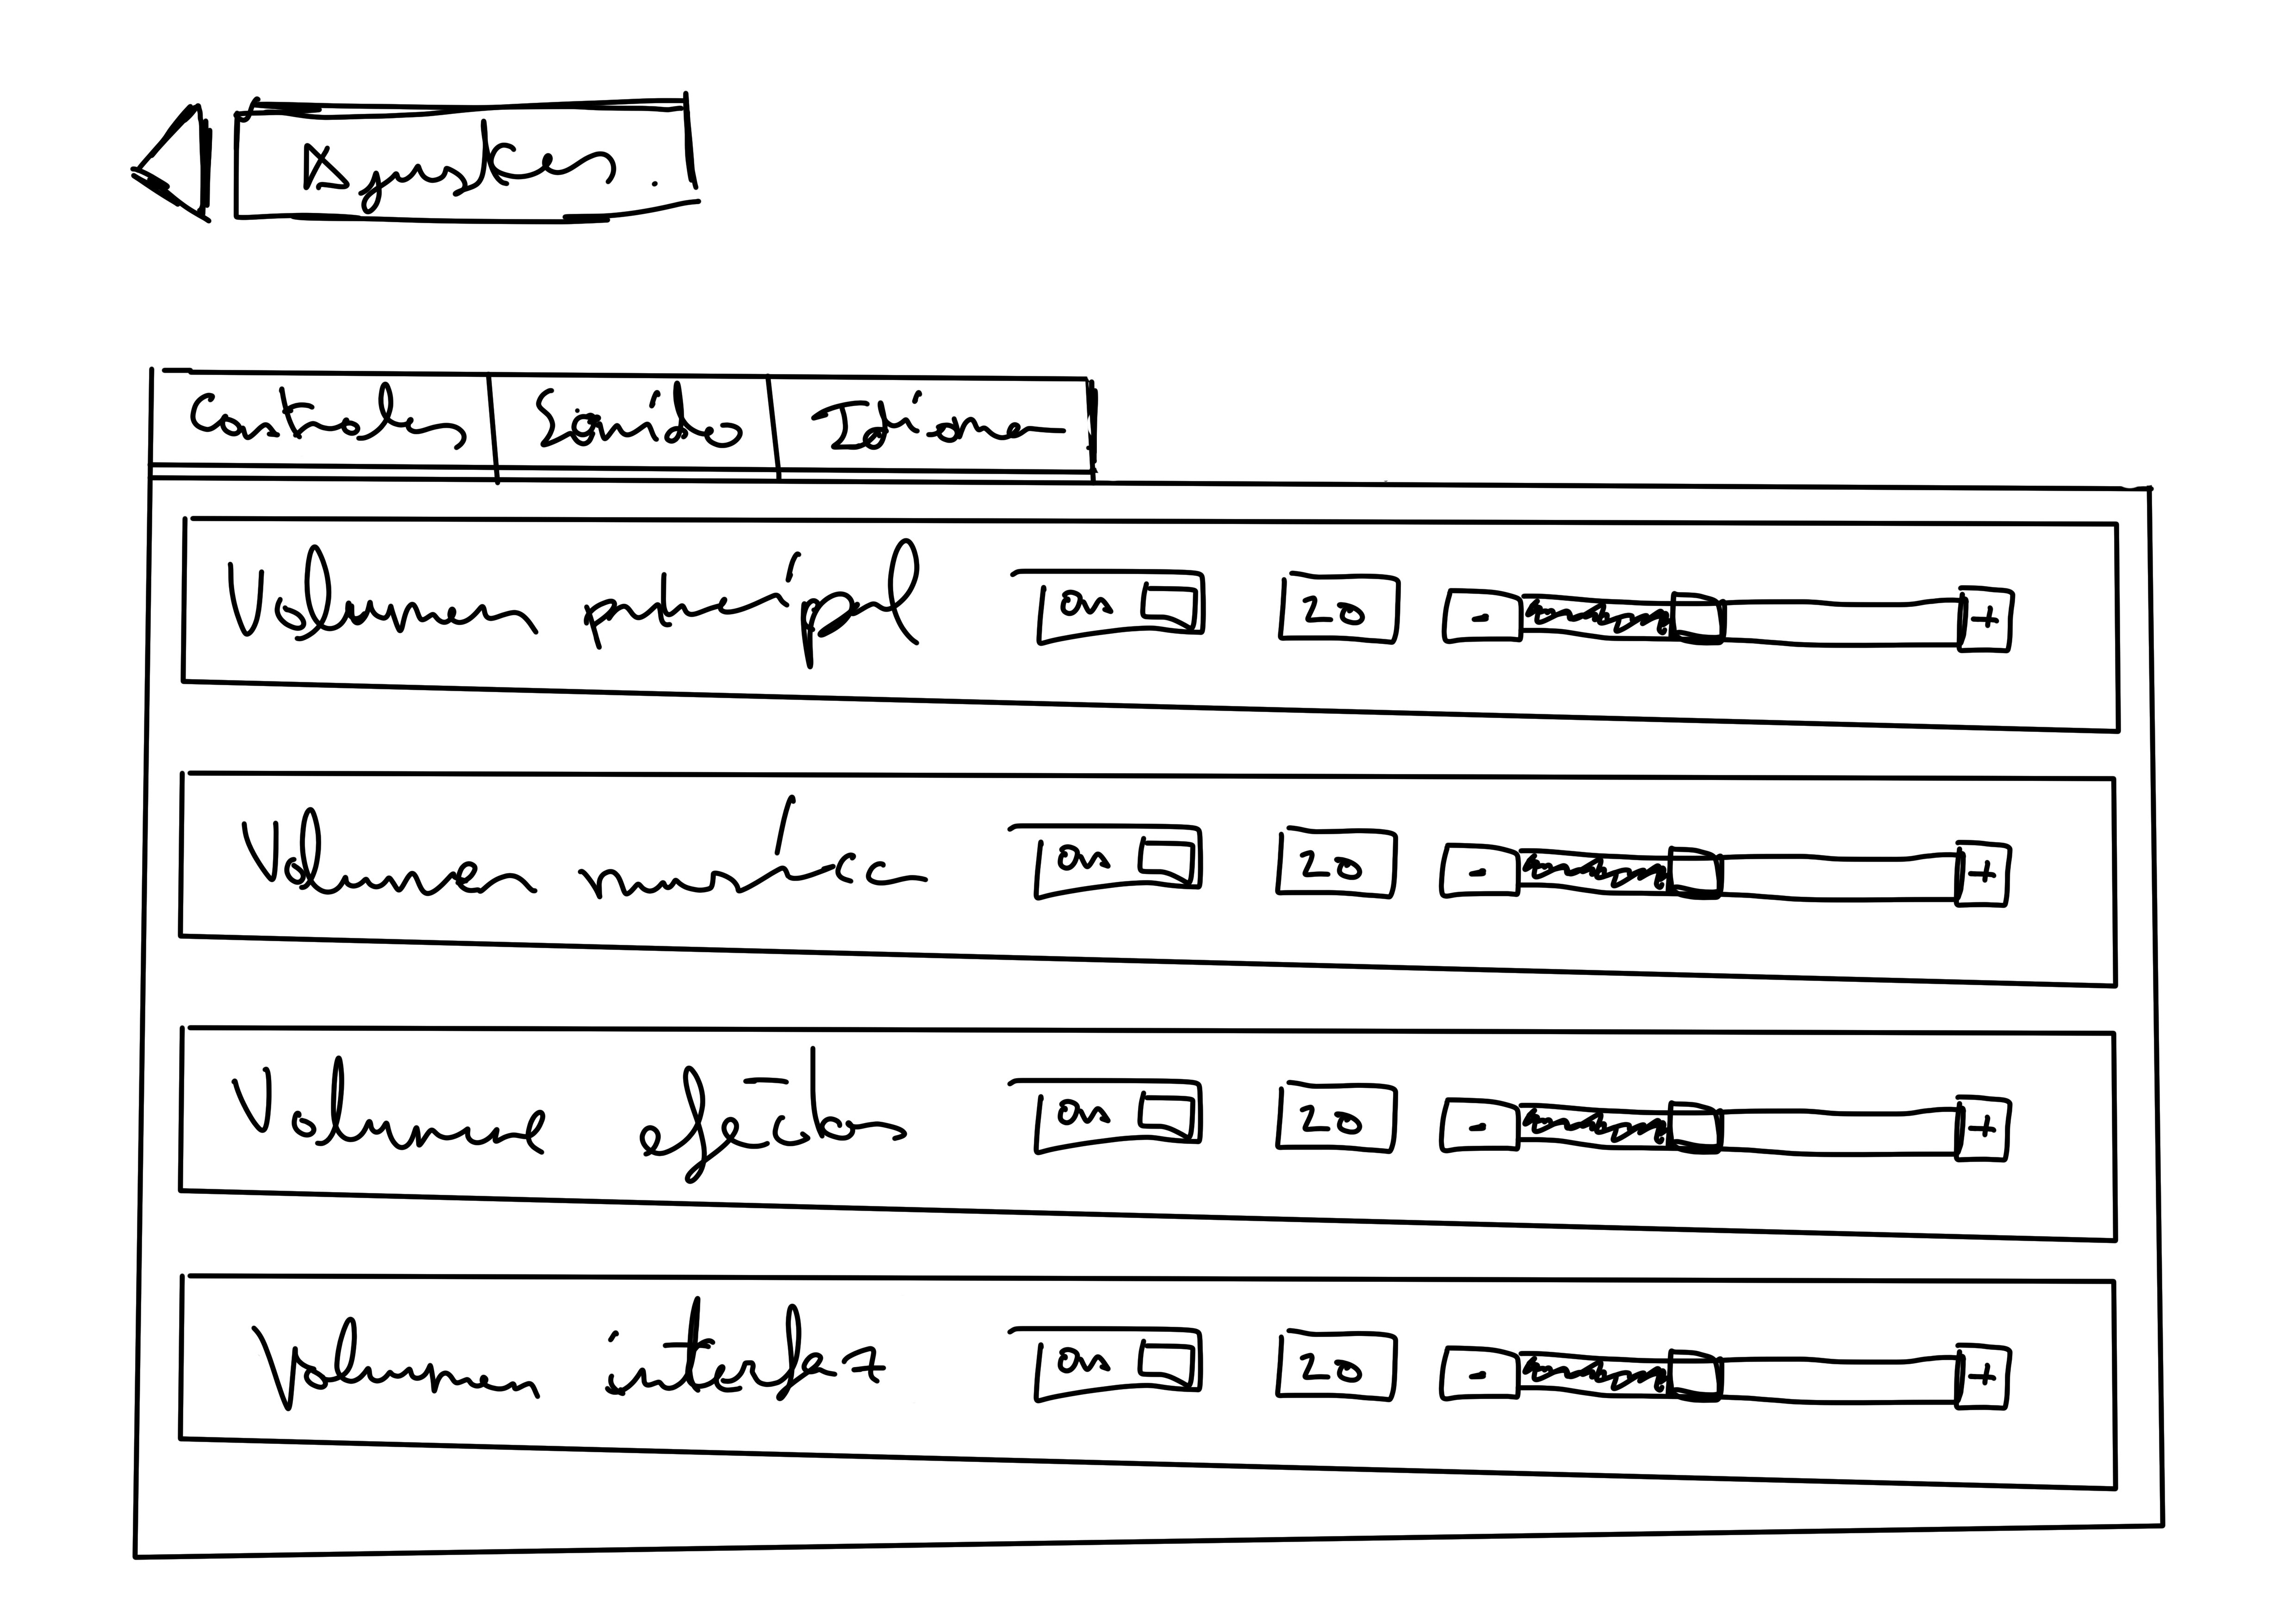 Ajustes
Controles Sonido Idioma
Volumen principal on 20 - +
Volumen música on 20 - +
Volumen efectos on 20 - +
Volumen interfaz on 20 - +